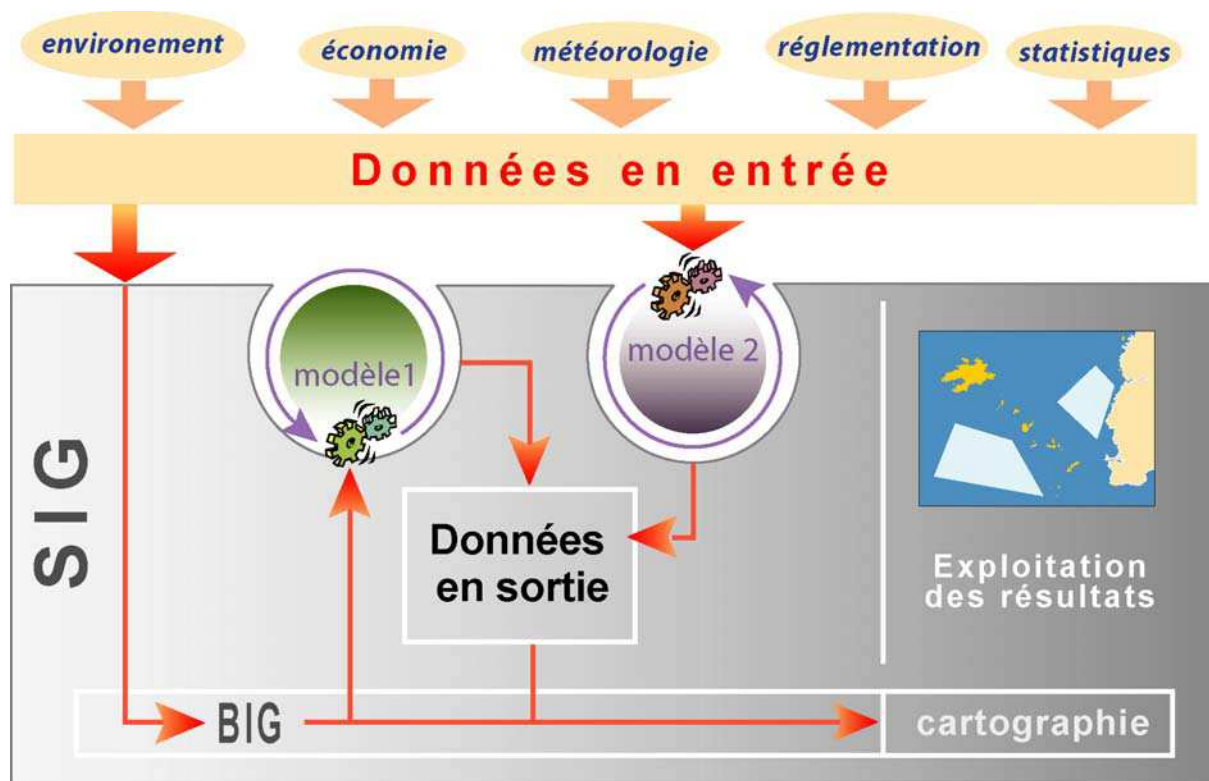 environement
économie
météorologie
réglementation
statistiques
Données en entrée
SIG
modèle1
modèle 2
Données
en sortie
Exploitation
des résultats
BIG
cartographie